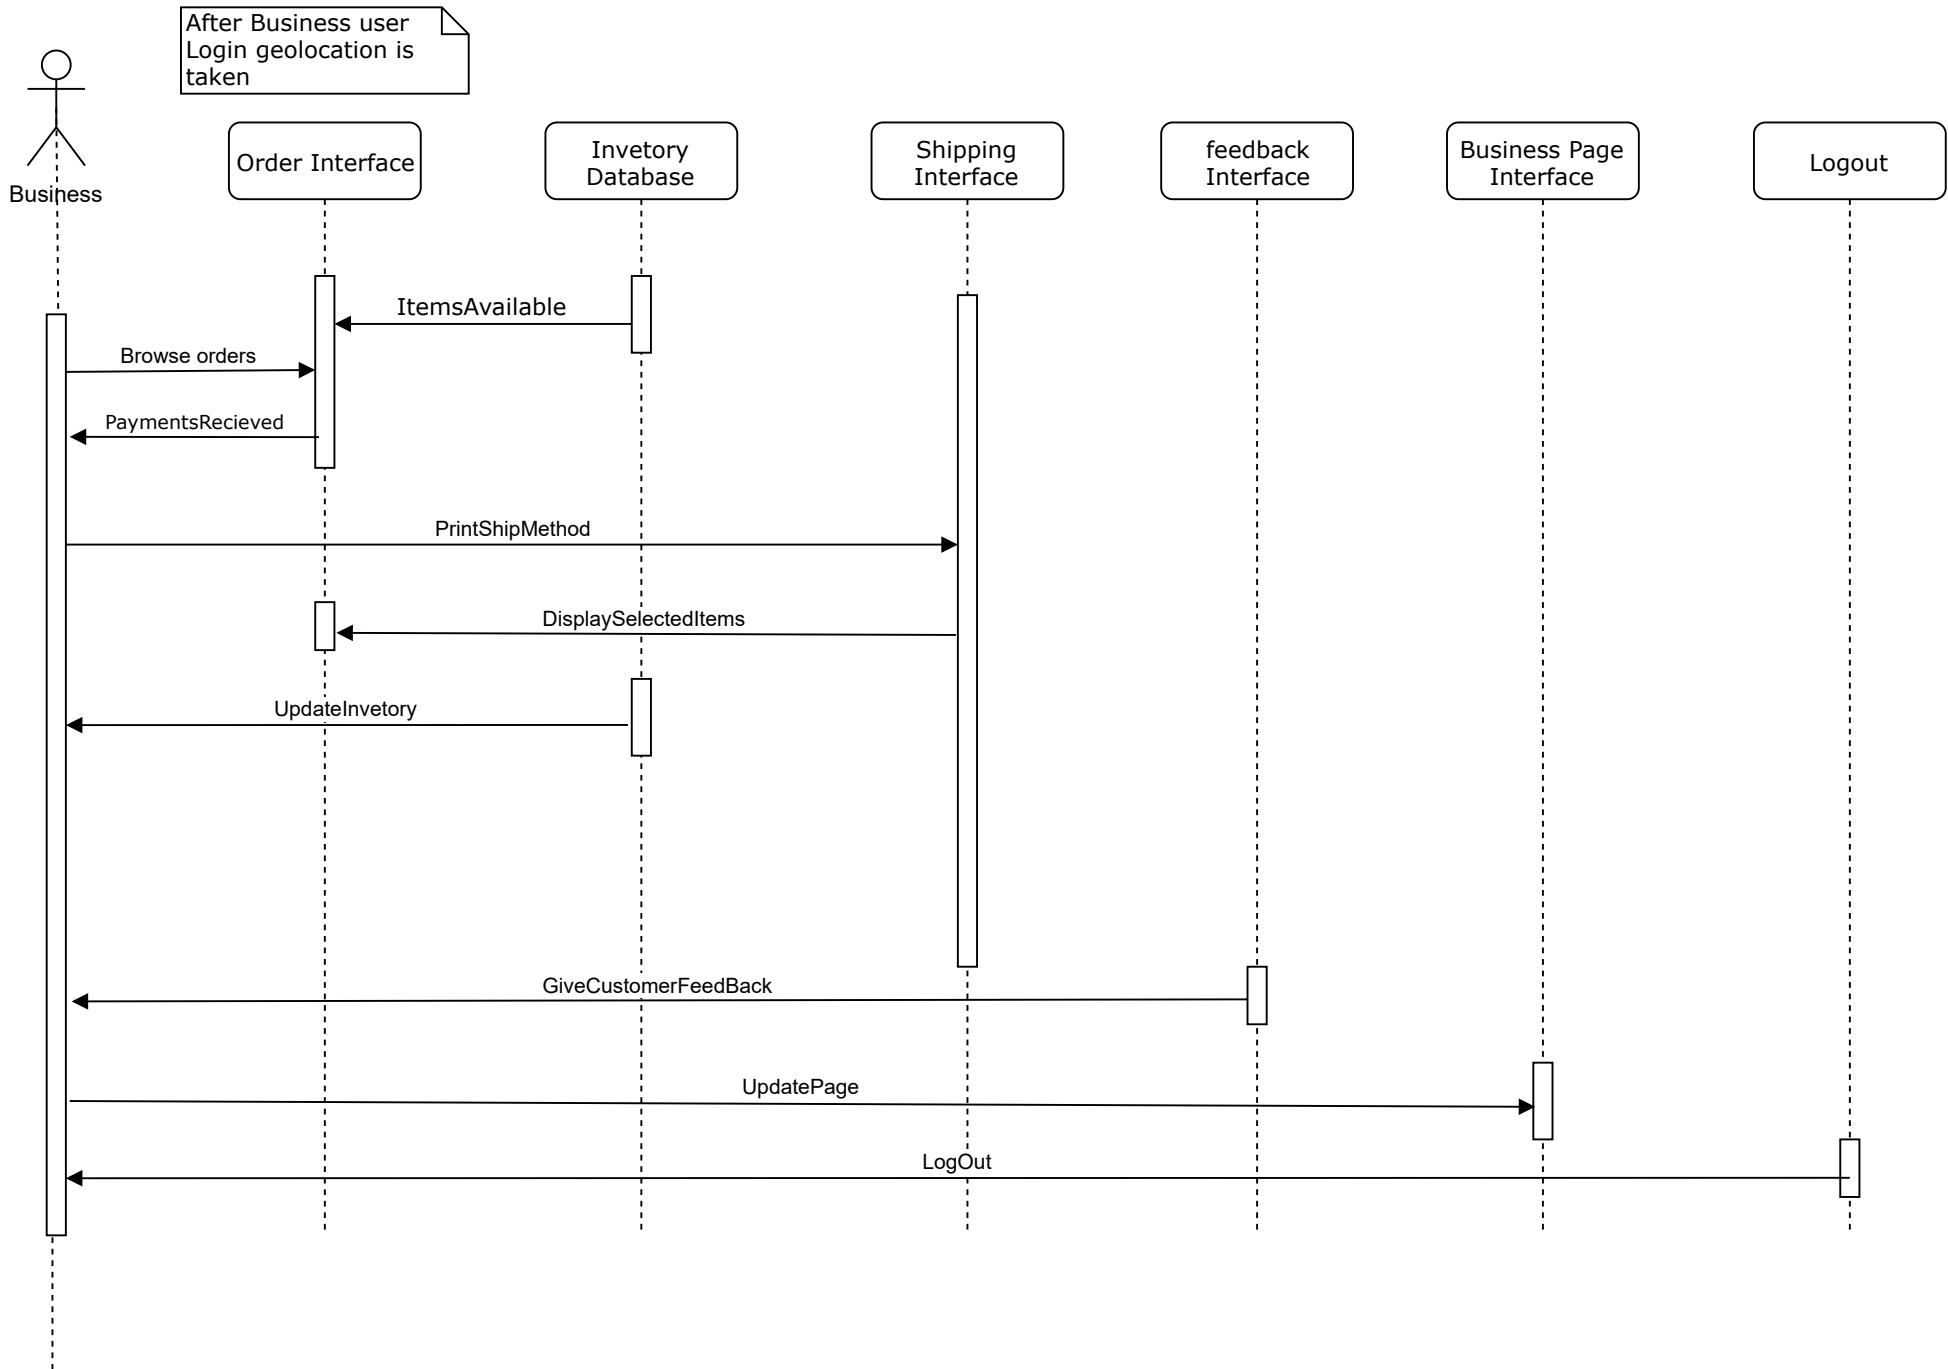 After Business user
Login geolocation is
taken
Business
Order Interface
Invetory
Database
Shipping
Interface
feedback
Interface
Business Page
Interface
Logout
ItemsAvailable
Browse orders
PaymentsRecieved
PrintShipMethod
DisplaySelectedItems
UpdateInvetory
GiveCustomerFeedBack
UpdatePage
LogOut